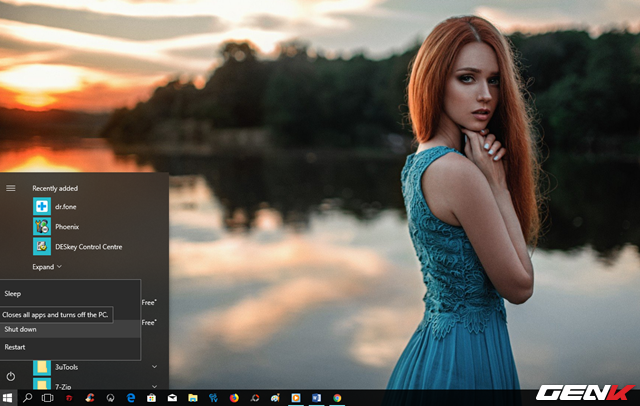 Recently added
dr.fone
Phoenix
DESkey Control Centre
Expand
Sleep
Free*
Closes all apps and turns off the PC.
Free*
Shut down
Restart
3uTools
7-Zip
GENK